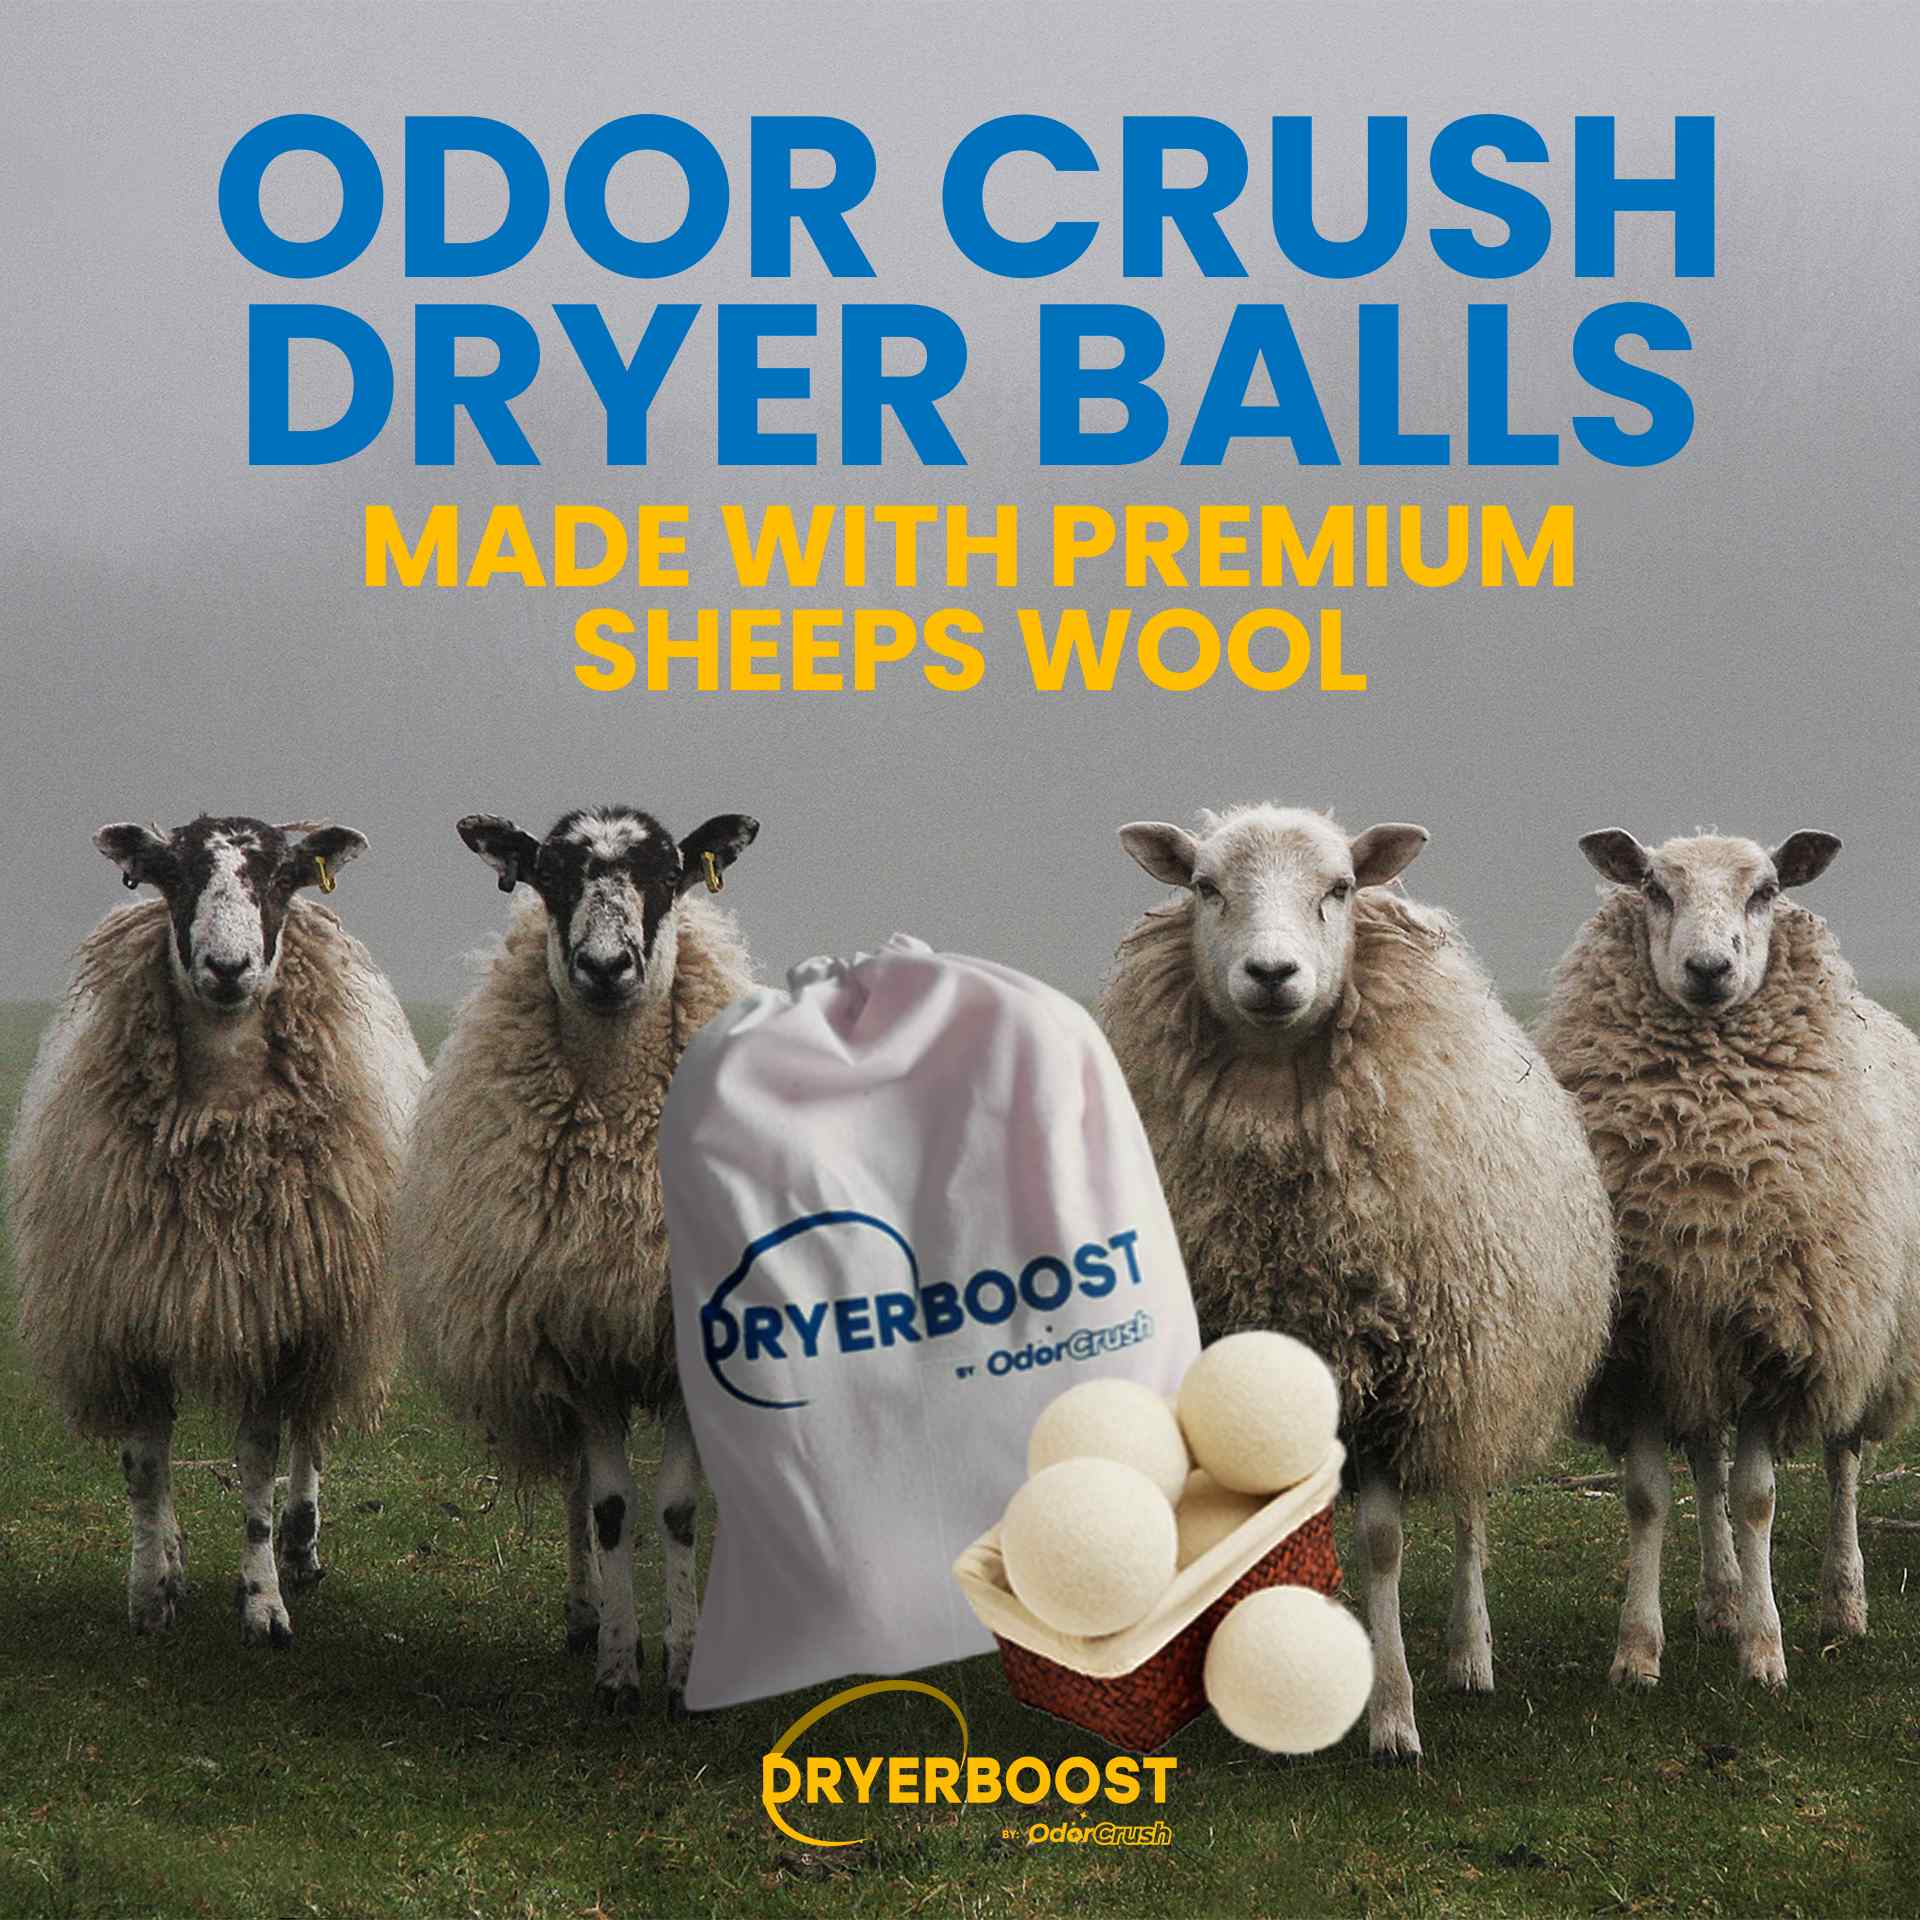 ODOR CRUSH
DRYER BALLS
MADE WITH PREMIUM
SHEEPS WOOL
DRYERBOOST
BY OdorCrush
DRYERBOOST
BY: OdorCrush